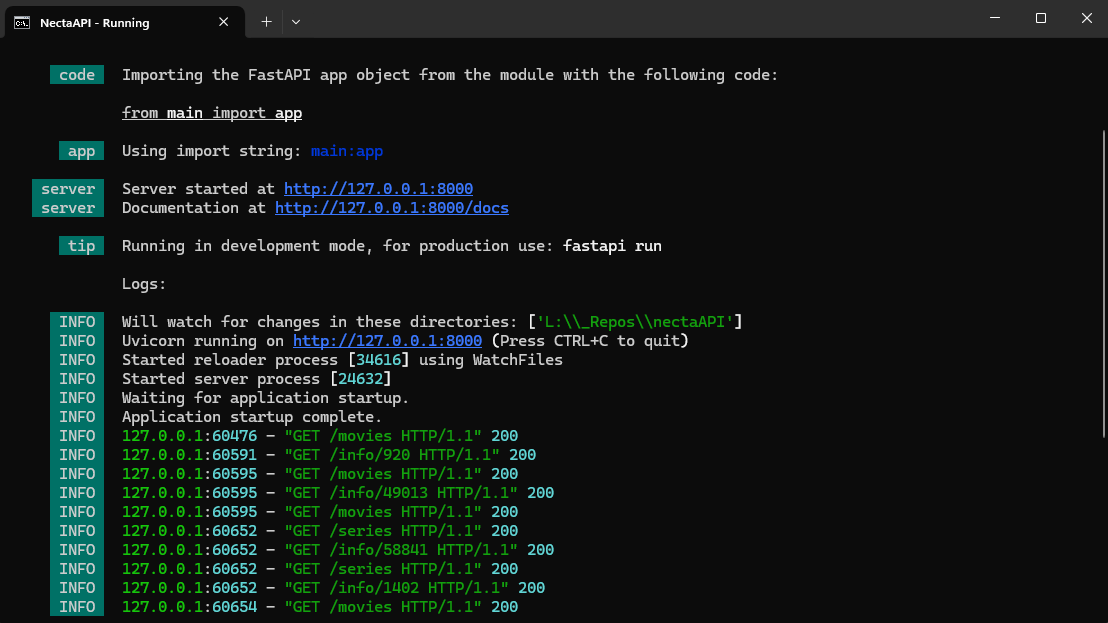 NectaAPI - Running
code Importing the FastAPI app object from the module with the following code:
from main import app
app Using import string: main:app
server Server started at http://127.0.0.1:8000
server Documentation at http://127.0.0.1:8000/docs
tip Running in development mode, for production use: fastapi run
Logs:
INFO Will watch for changes in these directories: ['L:\\_Repos\\nectaAPI']
INFO Uvicorn running on http://127.0.0.1:8000 (Press CTRL+C to quit)
INFO Started reloader process [34616] using WatchFiles
INFO Started server process [24632]
INFO Waiting for application startup.
INFO Application startup complete.
INFO 127.0.0.1:60476 - "GET /movies HTTP/1.1" 200
INFO 127.0.0.1:60591 - "GET /info/920 HTTP/1.1" 200
INFO 127.0.0.1:60595 - "GET /movies HTTP/1.1" 200
INFO 127.0.0.1:60595 - "GET /info/49013 HTTP/1.1" 200
INFO 127.0.0.1:60595 - "GET /movies HTTP/1.1" 200
INFO 127.0.0.1:60652 - "GET /series HTTP/1.1" 200
INFO 127.0.0.1:60652 - "GET /info/58841 HTTP/1.1" 200
INFO 127.0.0.1:60652 - "GET /series HTTP/1.1" 200
INFO 127.0.0.1:60652 - "GET /info/1402 HTTP/1.1" 200
INFO 127.0.0.1:60654 - "GET /movies HTTP/1.1" 200